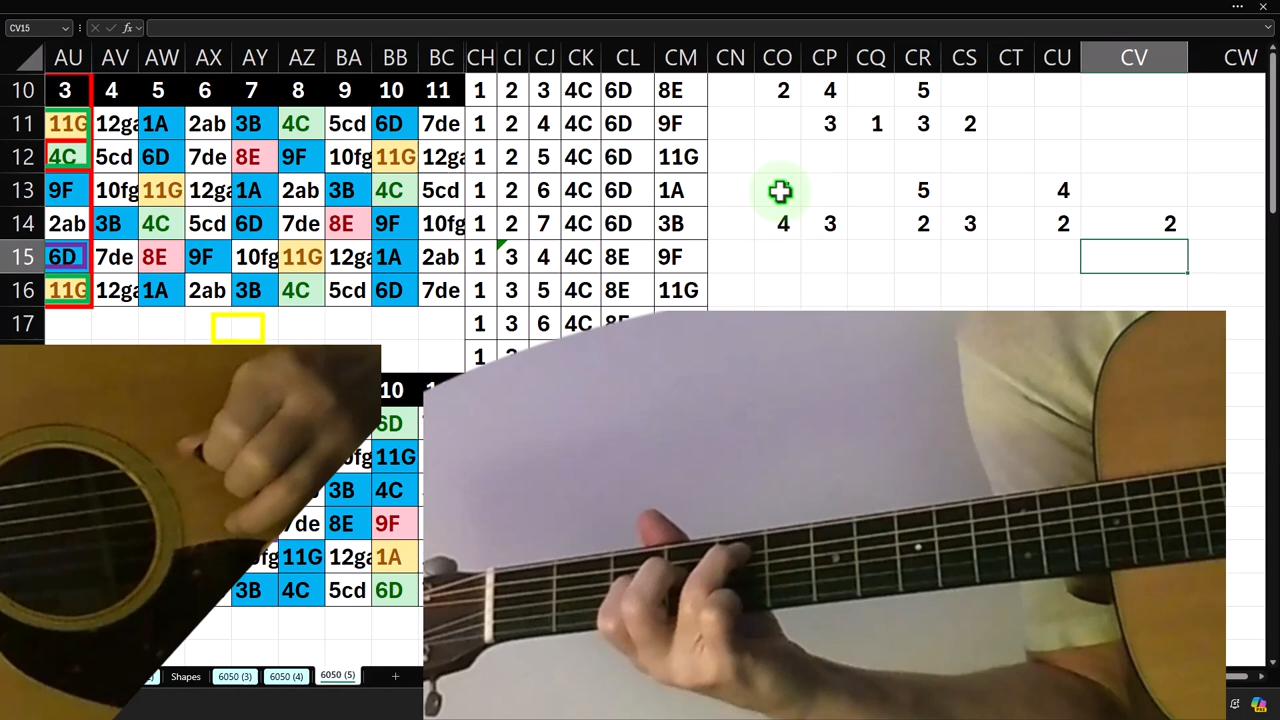 CV15 fx
AU AV AW AX AY AZ BA BB BC CH CI CJ CK CL CM CN CO CP CQ CR CS CT CU CV CW
10 3 4 5 6 7 8 9 10 11 1 2 3 4C 6D 8E 2 4 5
11 11G 12ga 1A 2ab 3B 4C 5cd 6D 7de 1 2 4 4C 6D 9F 3 1 3 2
12 4C 5cd 6D 7de 8E 9F 10fg 11G 12ga 1 2 5 4C 6D 11G
13 9F 10fg 11G 12ga 1A 2ab 3B 4C 5cd 1 2 6 4C 6D 1A 5 4
14 2ab 3B 4C 5cd 6D 7de 8E 9F 10fg 1 2 7 4C 6D 3B 4 3 2 3 2 2
15 6D 7de 8E 9F 10fg 11G 12ga 1A 2ab 1 3 4 4C 8E 9F
16 11G 12ga 1A 2ab 3B 4C 5cd 6D 7de 1 3 5 4C 8E 11G
17 1 3 6 4C 8E
1
10
6D
11G
3B 4C
7de 8E 9F
11G 12ga 1A
3B 4C 5cd 6D
Shapes 6050 (3) 6050 (4) 6050 (5) +